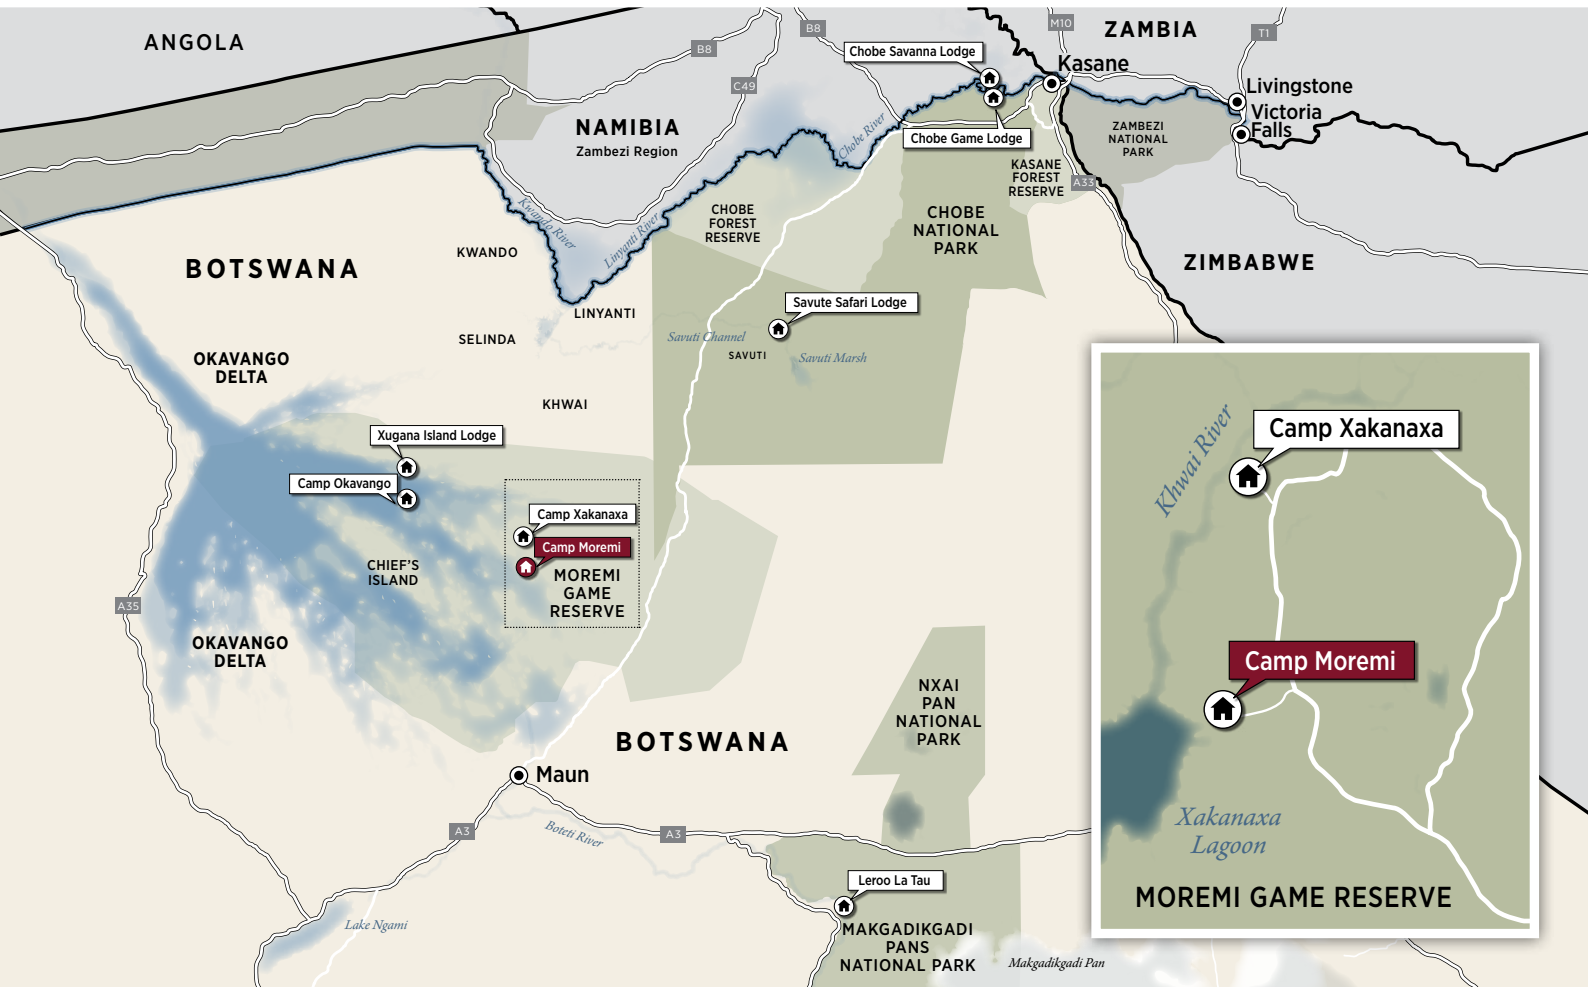 ANGOLA
B8
B8
M10
ZAMBIA
T1
C49
Chobe Savanna Lodge
Kasane
Livingstone
Victoria
Falls
NAMIBIA
Zambezi Region
Chobe River
Chobe Game Lodge
ZAMBEZI
NATIONAL
PARK
KASANE
FOREST
RESERVE
A33
Kwando River
Linyanti River
CHOBE
FOREST
RESERVE
CHOBE
NATIONAL
PARK
KWANDO
BOTSWANA
ZIMBABWE
LINYANTI
Savute Safari Lodge
SELINDA
Savuti Channel
SAVUTI
Savuti Marsh
OKAVANGO
DELTA
KHWAI
Xugana Island Lodge
Camp Okavango
Camp Xakanaxa
Camp Moremi
CHIEF'S
ISLAND
MOREMI
GAME
RESERVE
A35
OKAVANGO
DELTA
NXAI
PAN
NATIONAL
PARK
BOTSWANA
Maun
A3
Boteti River
A3
Leroo La Tau
Lake Ngami
MAKGADIKGADI
PANS
NATIONAL PARK
Makgadikgadi Pan
Khwai River
Camp Xakanaxa
Camp Moremi
Xakanaxa
Lagoon
MOREMI GAME RESERVE